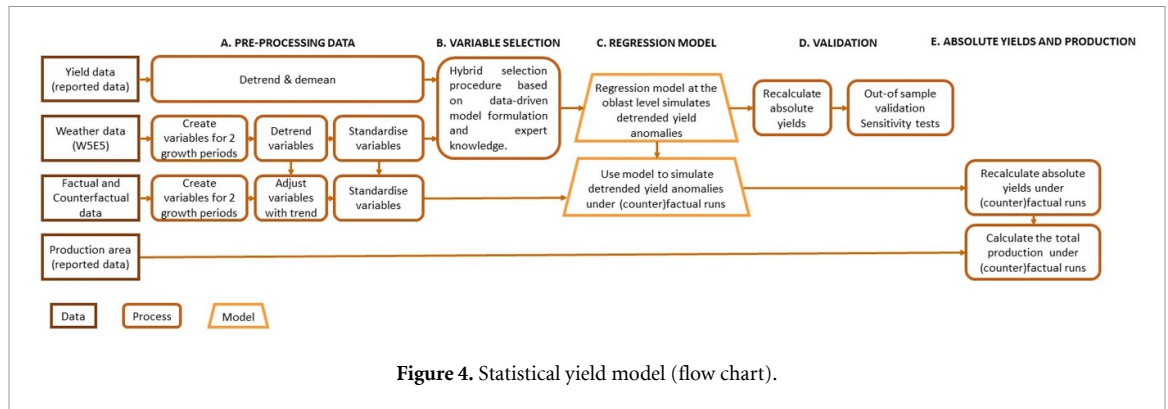 A. PRE-PROCESSING DATA
B. VARIABLE SELECTION
C. REGRESSION MODEL
D. VALIDATION
E. ABSOLUTE YIELDS AND PRODUCTION
Yield data
(reported data)
Detrend & demean
Hybrid selection
procedure based
on data-driven
model formulation
and expert
knowledge.
Regression model at the
oblast level simulates
detrended yield
anomalies
Recalculate
absolute
yields
Out-of sample
validation
Sensitivity tests
Weather data
(W5E5)
Create
variables for 2
growth periods
Detrend
variables
Standardise
variables
Factual and
Counterfactual
data
Create
variables for 2
growth periods
Adjust
variables
with trend
Standardise
variables
Use model to simulate
detrended yield anomalies
under (counter)factual runs
Recalculate absolute
yields under
(counter)factual runs
Production area
(reported data)
Calculate the total
production under
(counter)factual runs
Data
Process
Model
Figure 4. Statistical yield model (flow chart).